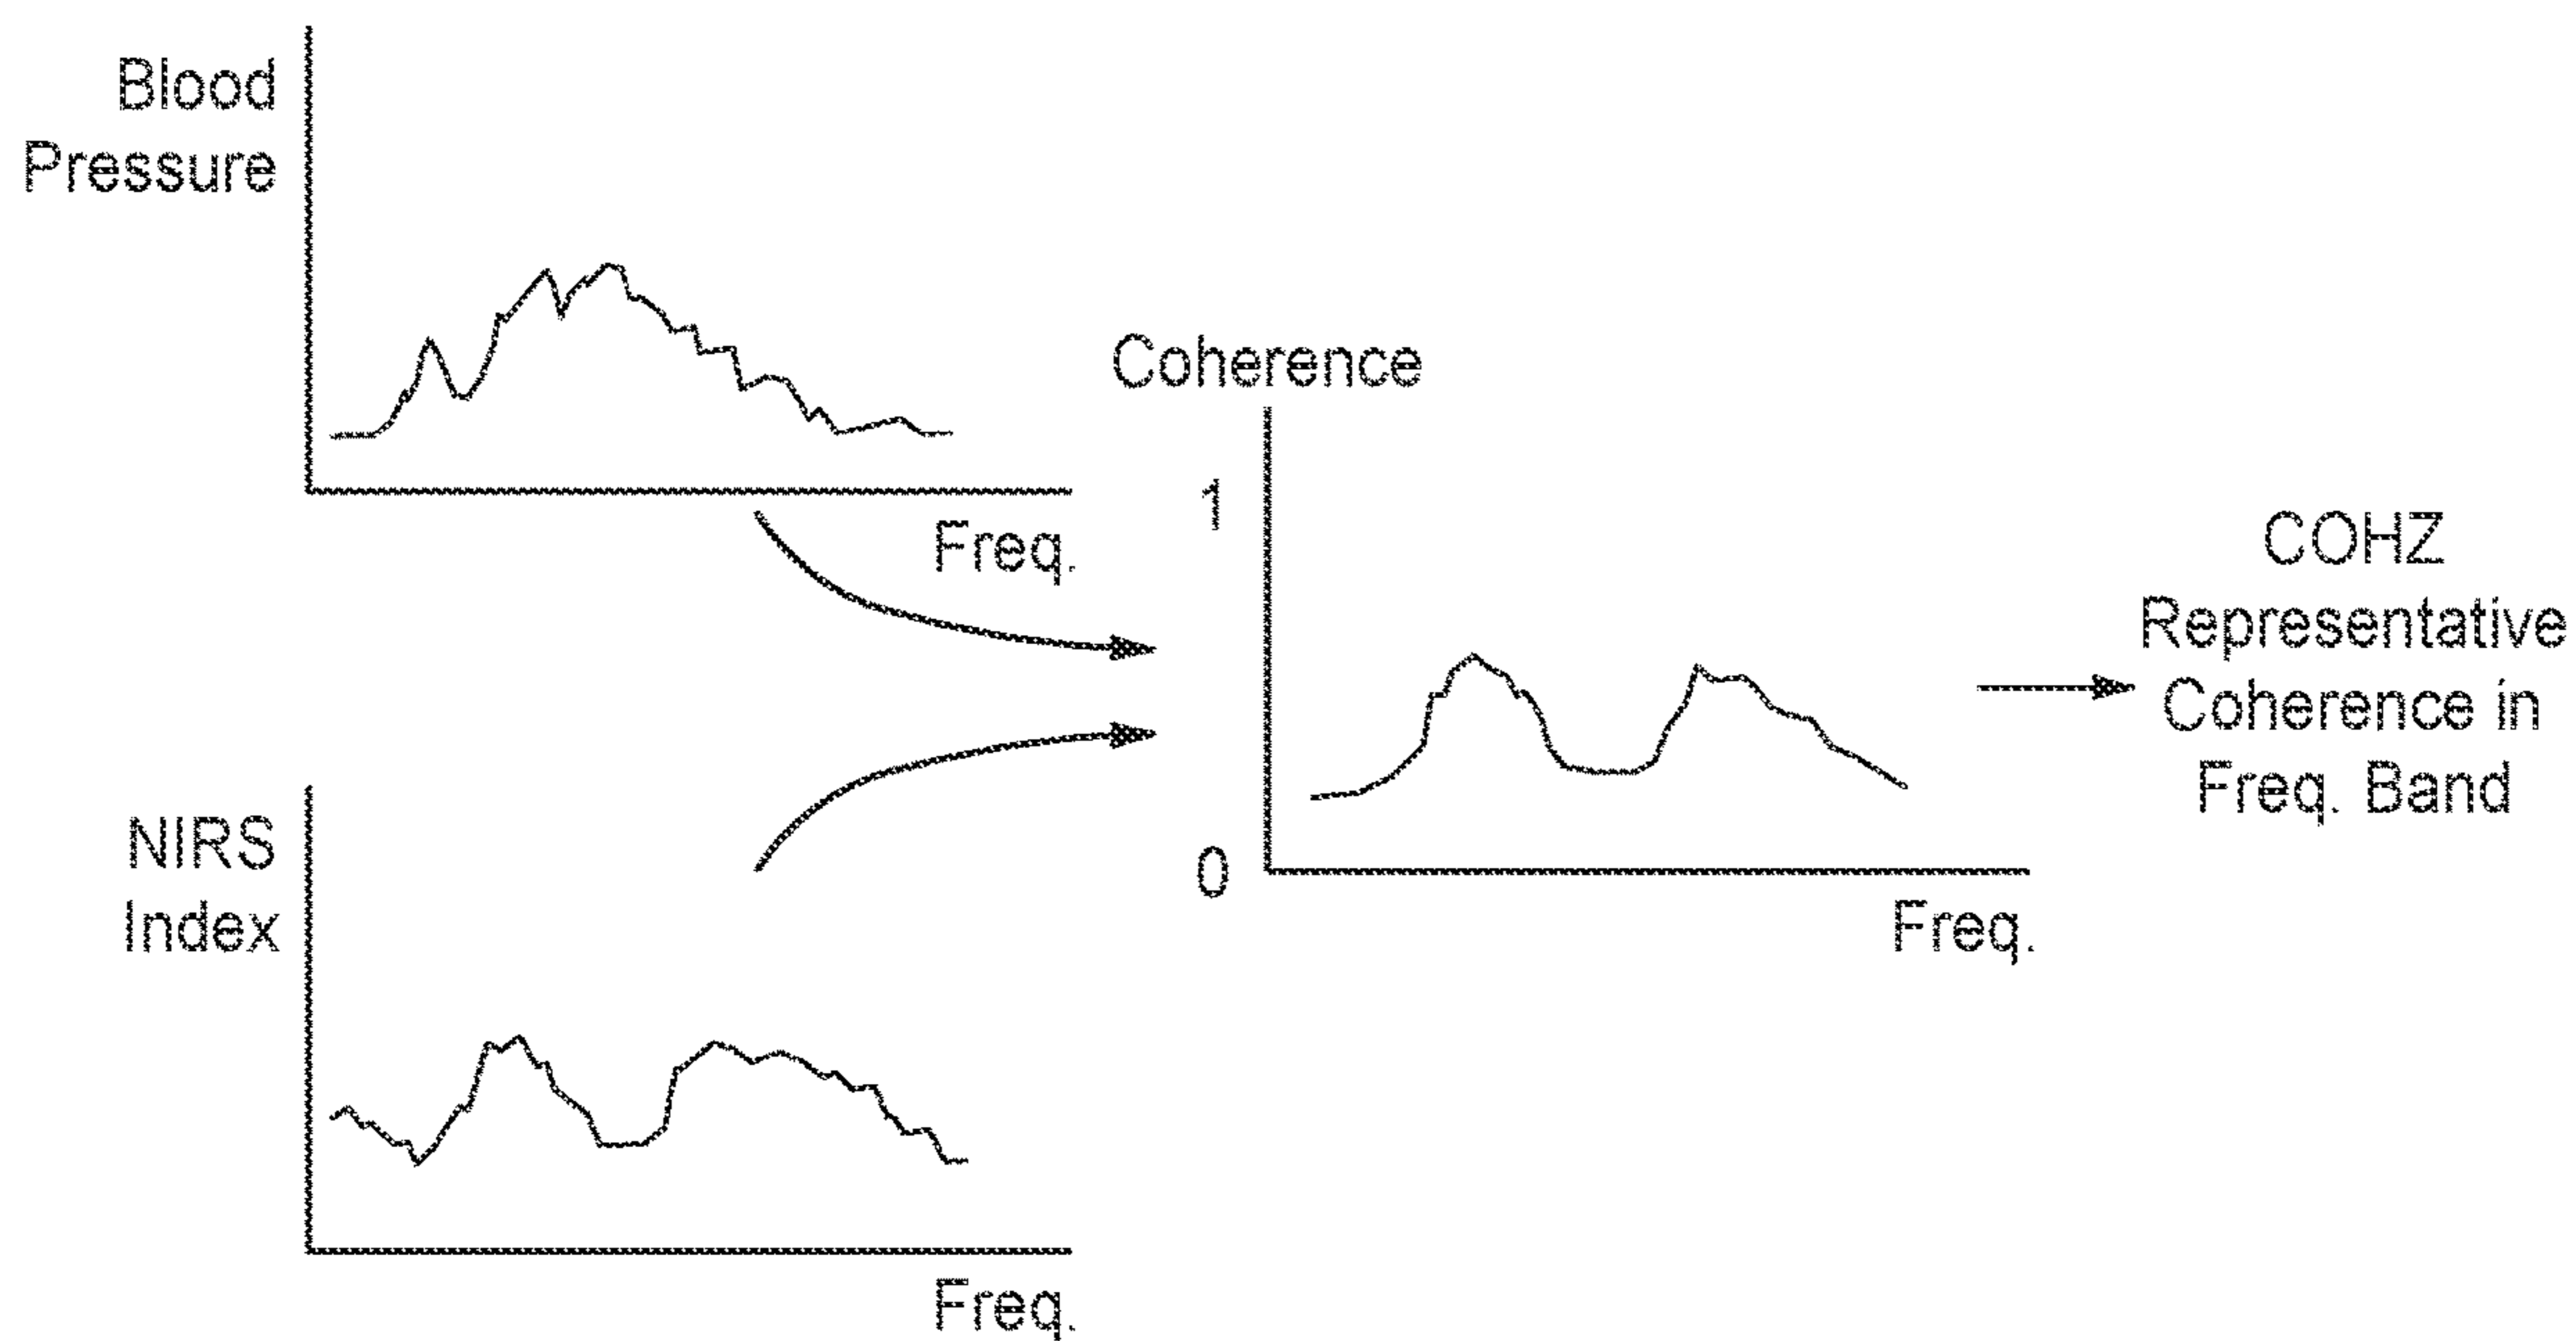 Blood
Pressure
Freq.
NIRS
Index
Freq.
Coherence
1
0
Freq.
COHZ
Representative
Coherence in
Freq. Band